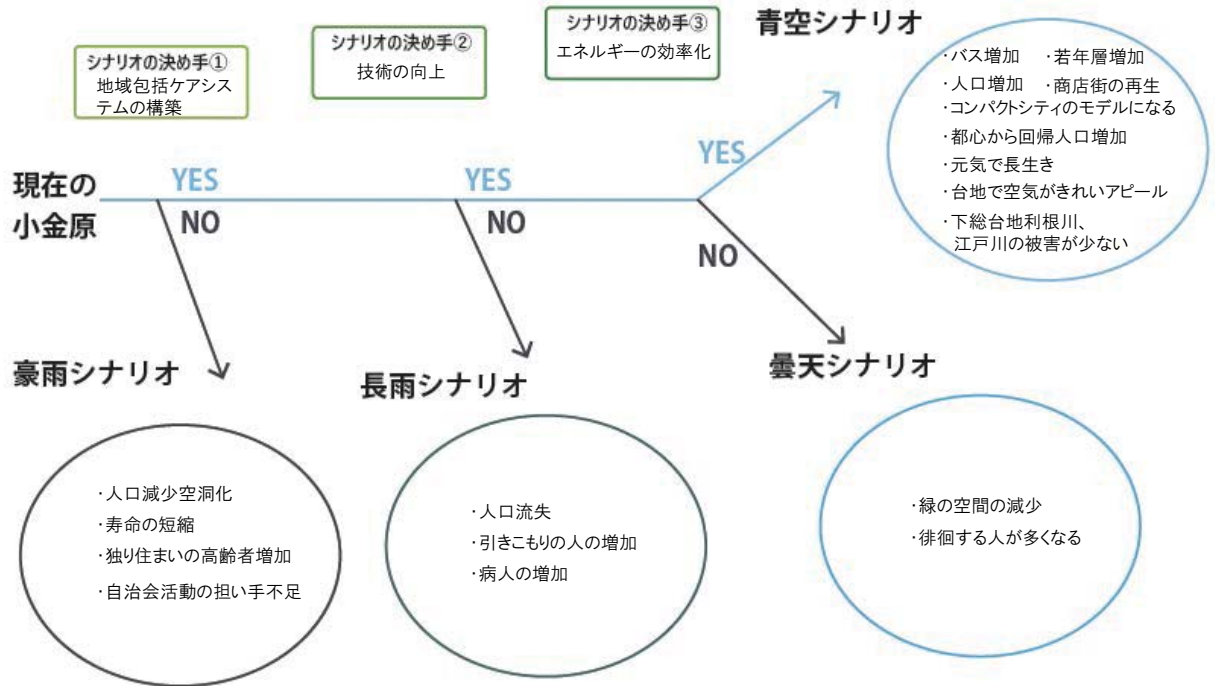 シナリオの決め手①
地域包括ケアシス
テムの構築
シナリオの決め手②
技術の向上
シナリオの決め手③
エネルギーの効率化
青空シナリオ
・バス増加 ・若年層増加
・人口増加 ・商店街の再生
・コンパクトシティのモデルになる
・都心から回帰人口増加
・元気で長生き
・台地で空気がきれいアピール
・下総台地利根川、
江戸川の被害が少ない
現在の
小金原
YES
NO
YES
NO
YES
NO
豪雨シナリオ
・人口減少空洞化
・寿命の短縮
・独り住まいの高齢者増加
・自治会活動の担い手不足
長雨シナリオ
・人口流失
・引きこもりの人の増加
・病人の増加
曇天シナリオ
・緑の空間の減少
・徘徊する人が多くなる